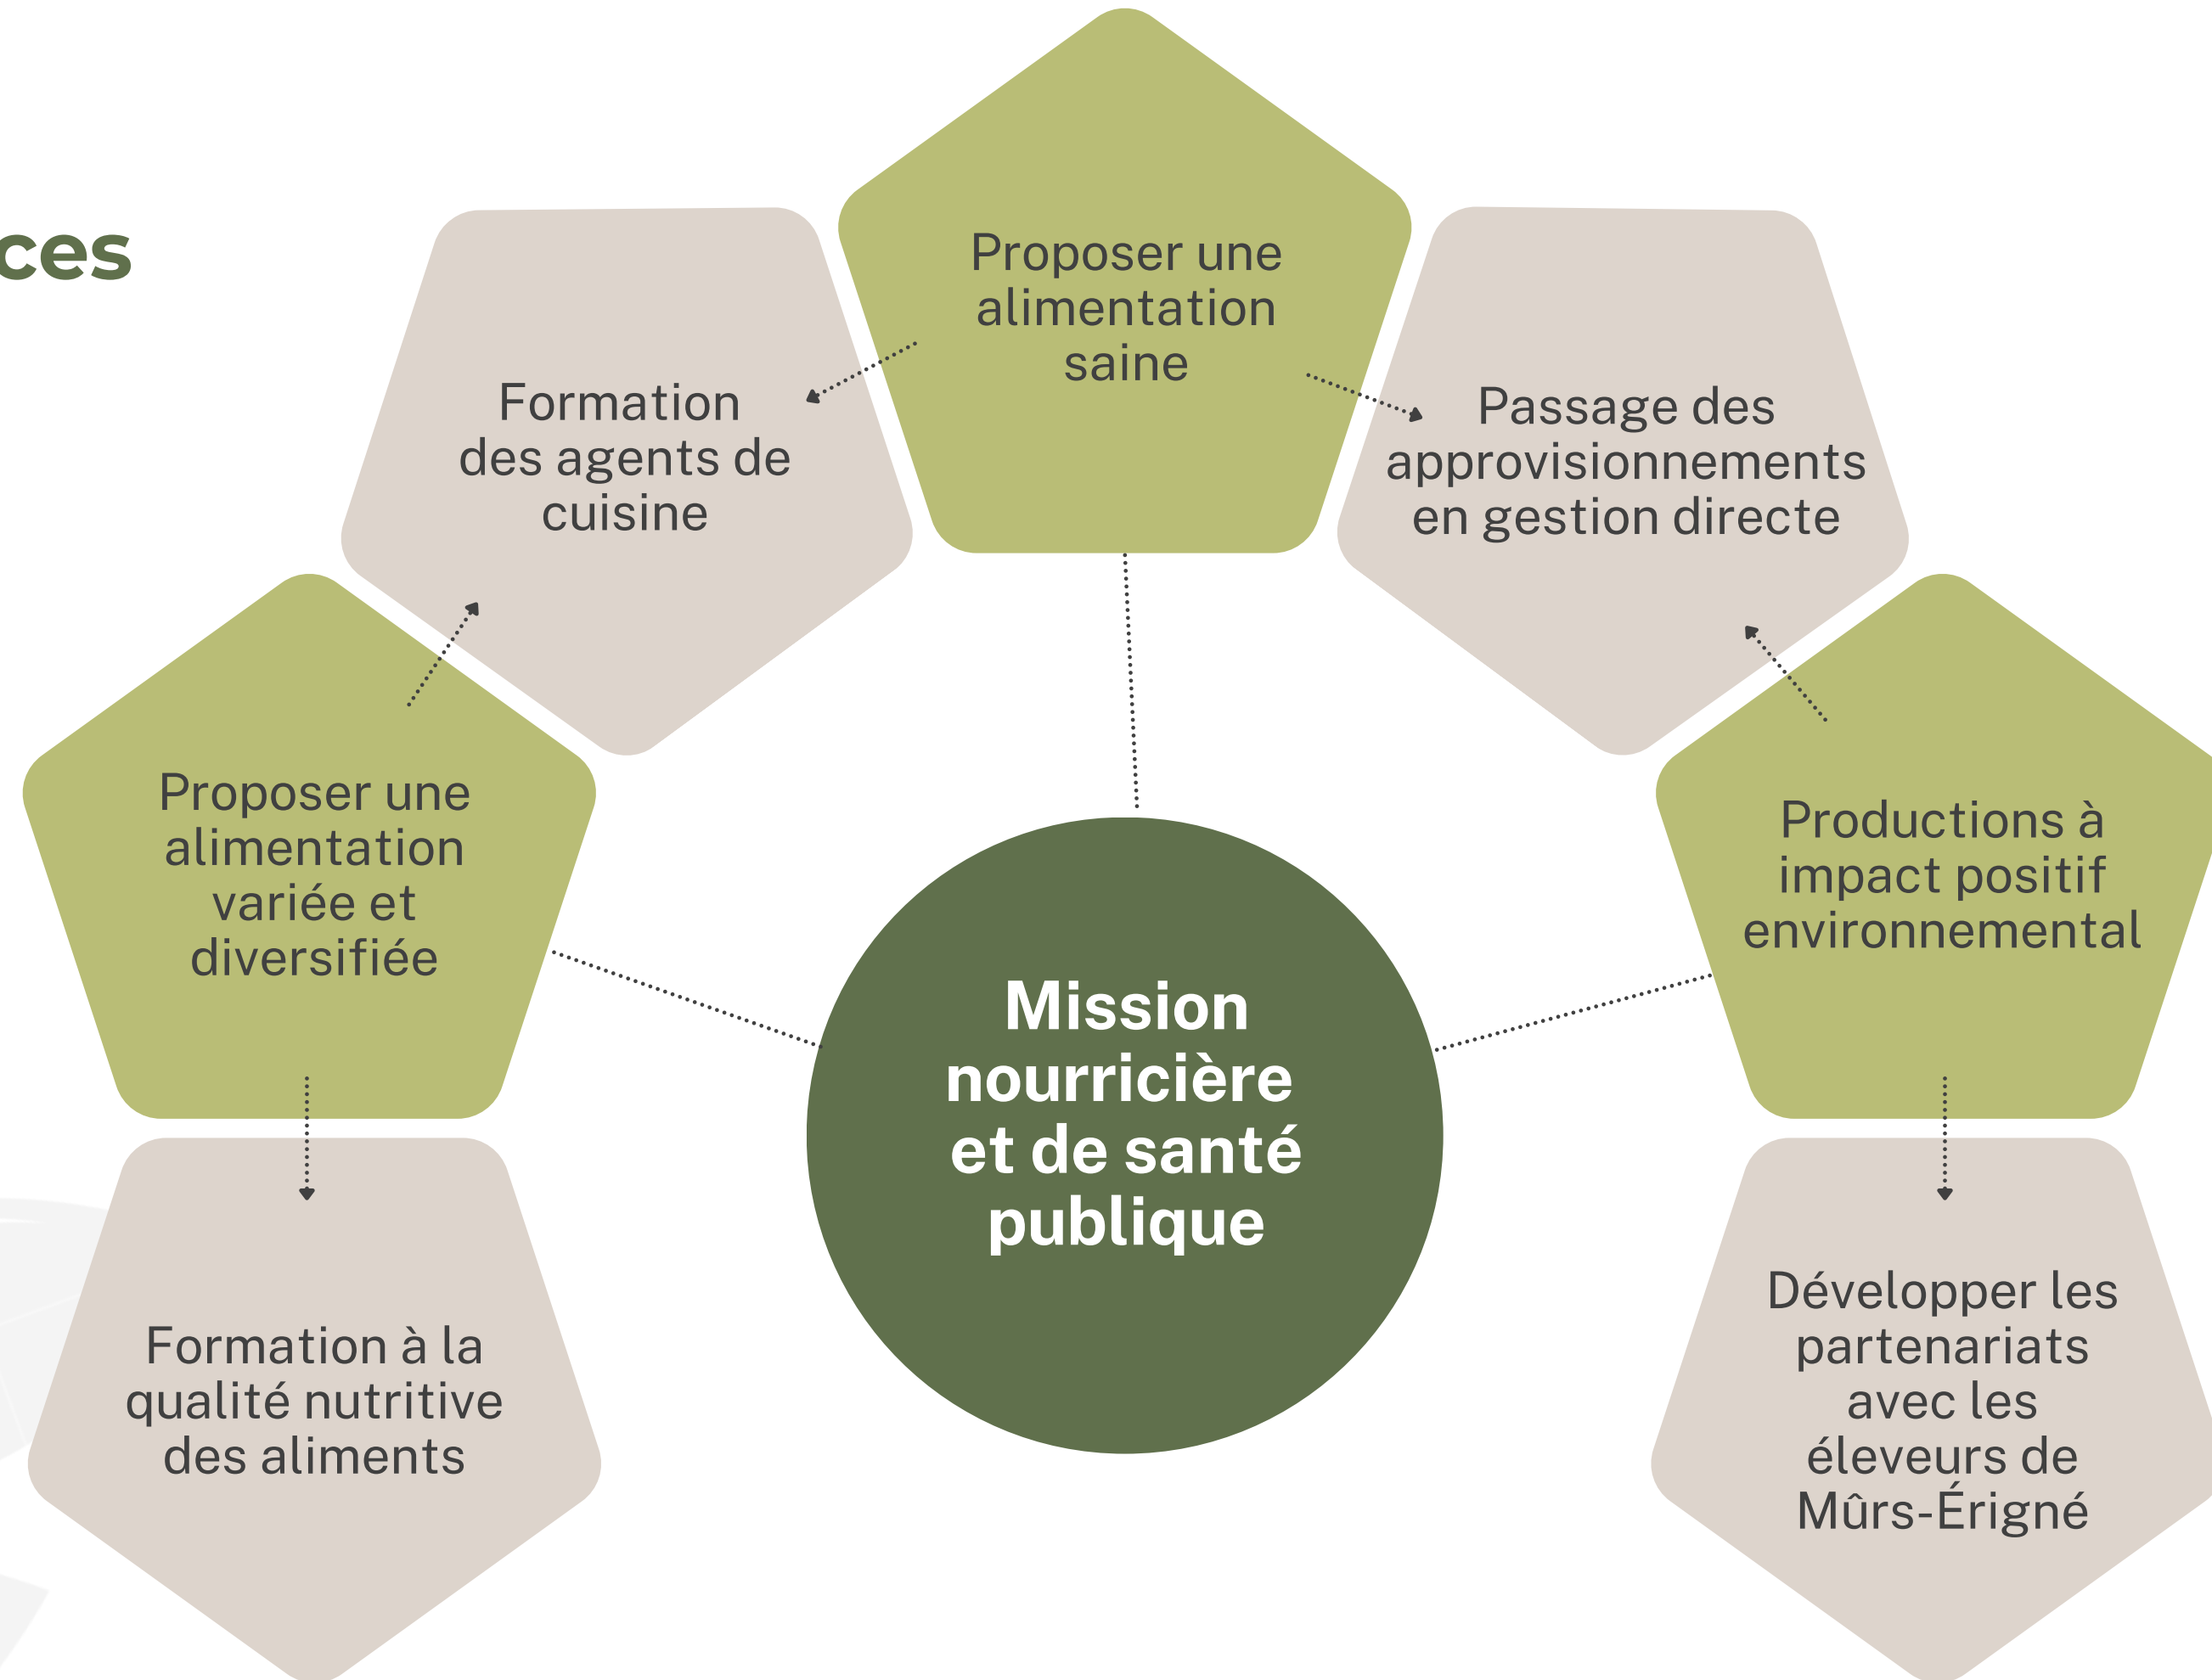 ces
Proposer une
alimentation
saine
Formation
des agents de
cuisine
Passage des
approvisionnements
en gestion directe
Proposer une
alimentation
variée et
diversifiée
Productions à
impact positif
environnemental
Mission
nourricière
et de santé
publique
Formation à la
qualité nutritive
des aliments
Développer les
partenariats
avec les
éleveurs de
Mûrs-Érigné